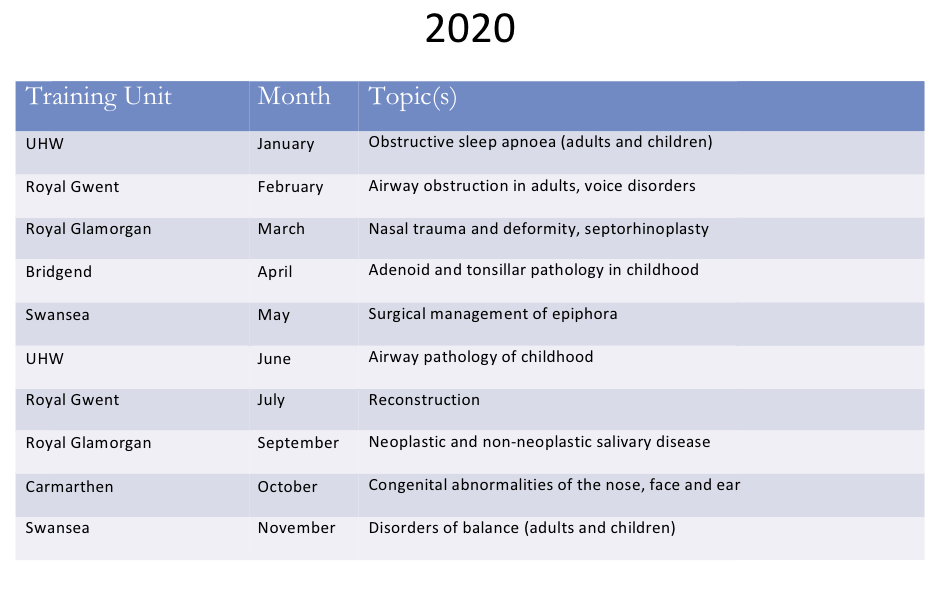 2020
Training Unit Month Topic(s)
UHW January Obstructive sleep apnoea (adults and children)
Royal Gwent February Airway obstruction in adults, voice disorders
Royal Glamorgan March Nasal trauma and deformity, septorhinoplasty
Bridgend April Adenoid and tonsillar pathology in childhood
Swansea May Surgical management of epiphora
UHW June Airway pathology of childhood
Royal Gwent July Reconstruction
Royal Glamorgan September Neoplastic and non-neoplastic salivary disease
Carmarthen October Congenital abnormalities of the nose, face and ear
Swansea November Disorders of balance (adults and children)